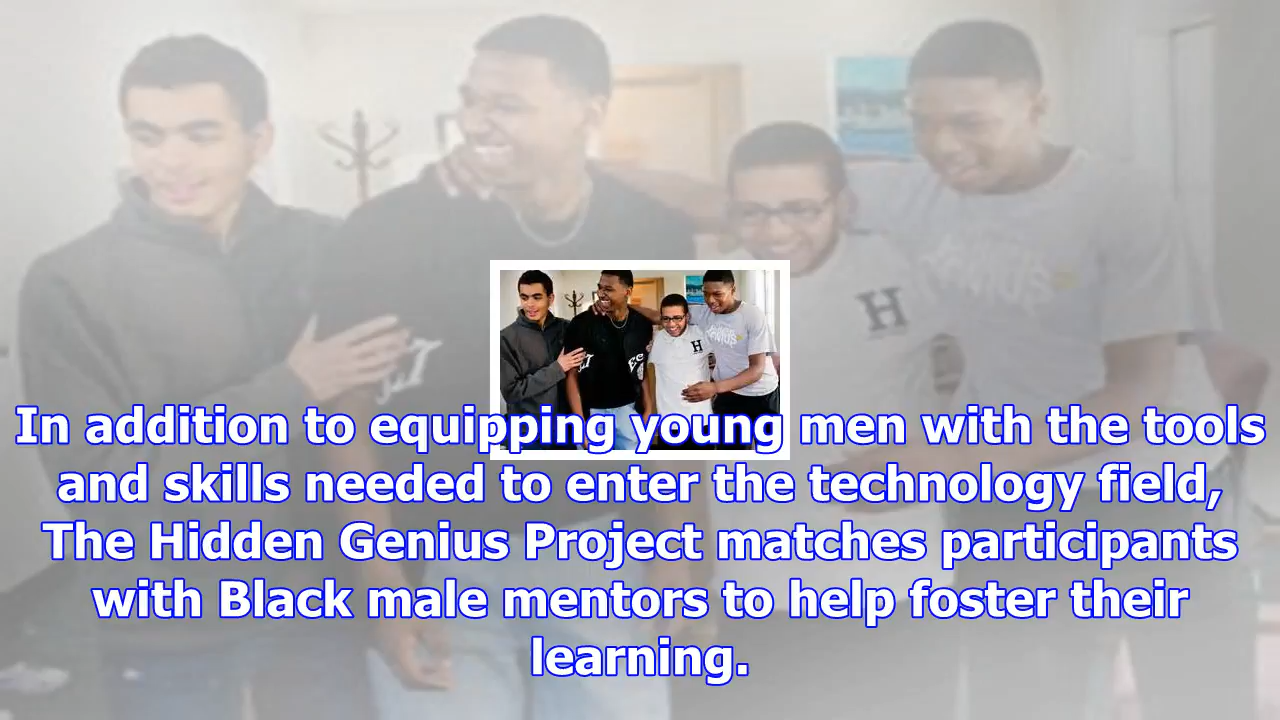 H
GENIUS
H
In addition to equipping young men with the tools
and skills needed to enter the technology field,
The Hidden Genius Project matches participants
with Black male mentors to help foster their
learning.